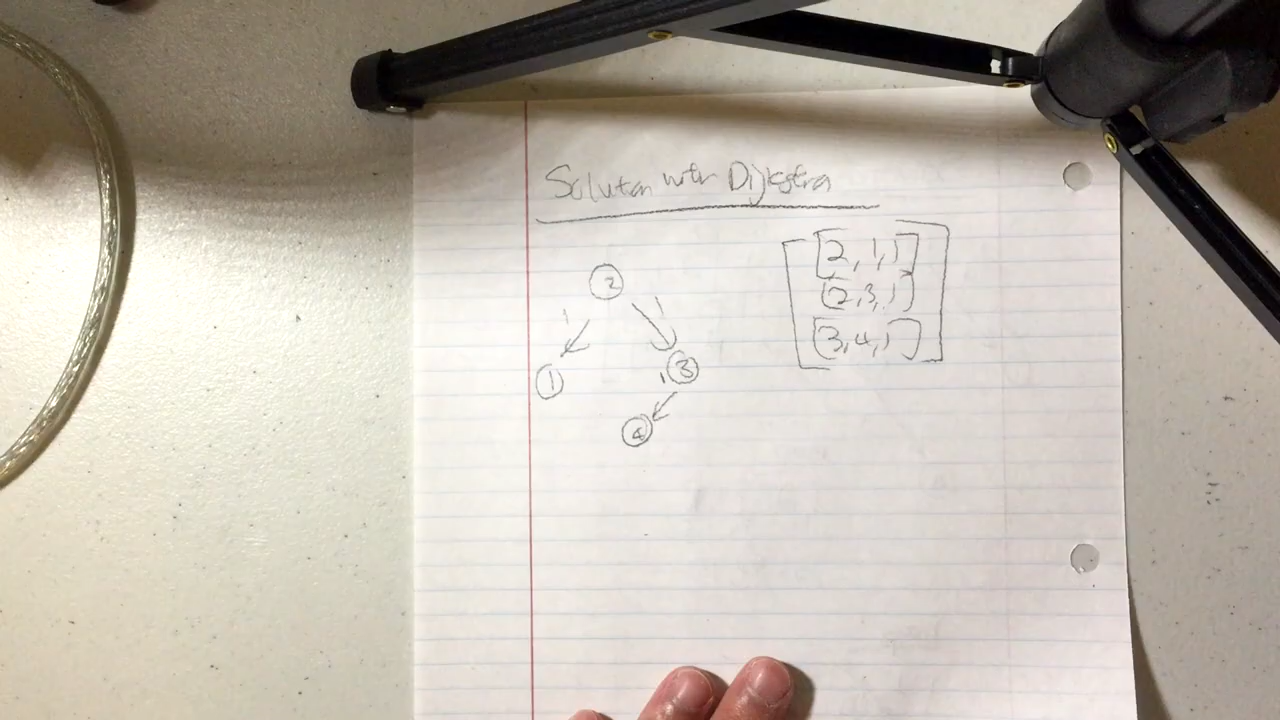 Solution with Dijkstra
2
1 1
1 3
1
4
[[2, 1, 1]
[2, 3, 1]
[3, 4, 1]]